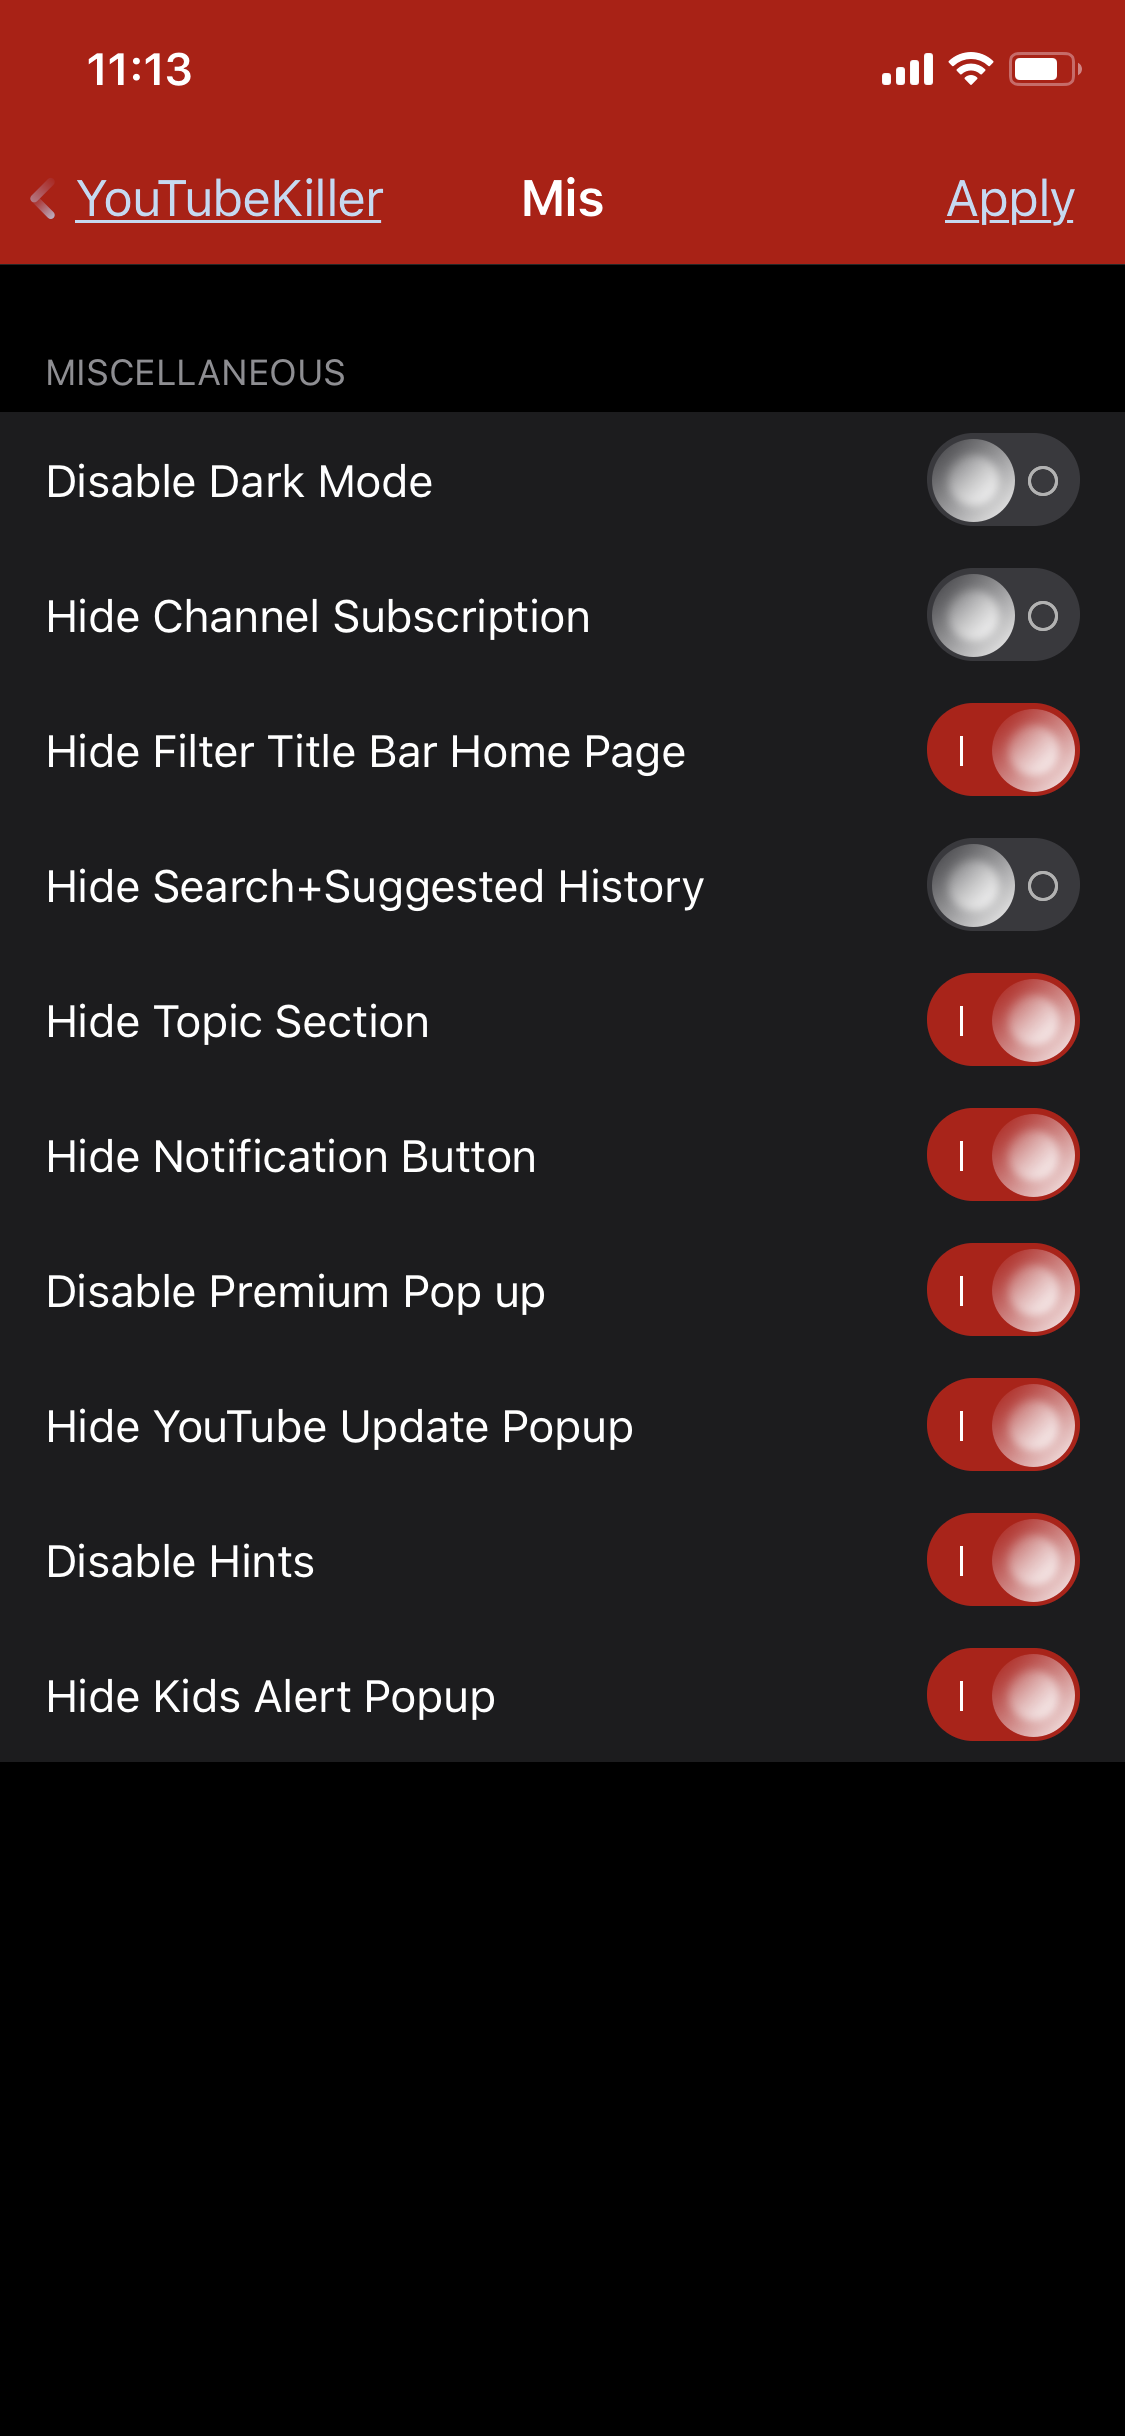 11:13
YouTubeKiller Mis Apply
MISCELLANEOUS
Disable Dark Mode
Hide Channel Subscription
Hide Filter Title Bar Home Page
Hide Search+Suggested History
Hide Topic Section
Hide Notification Button
Disable Premium Pop up
Hide YouTube Update Popup
Disable Hints
Hide Kids Alert Popup